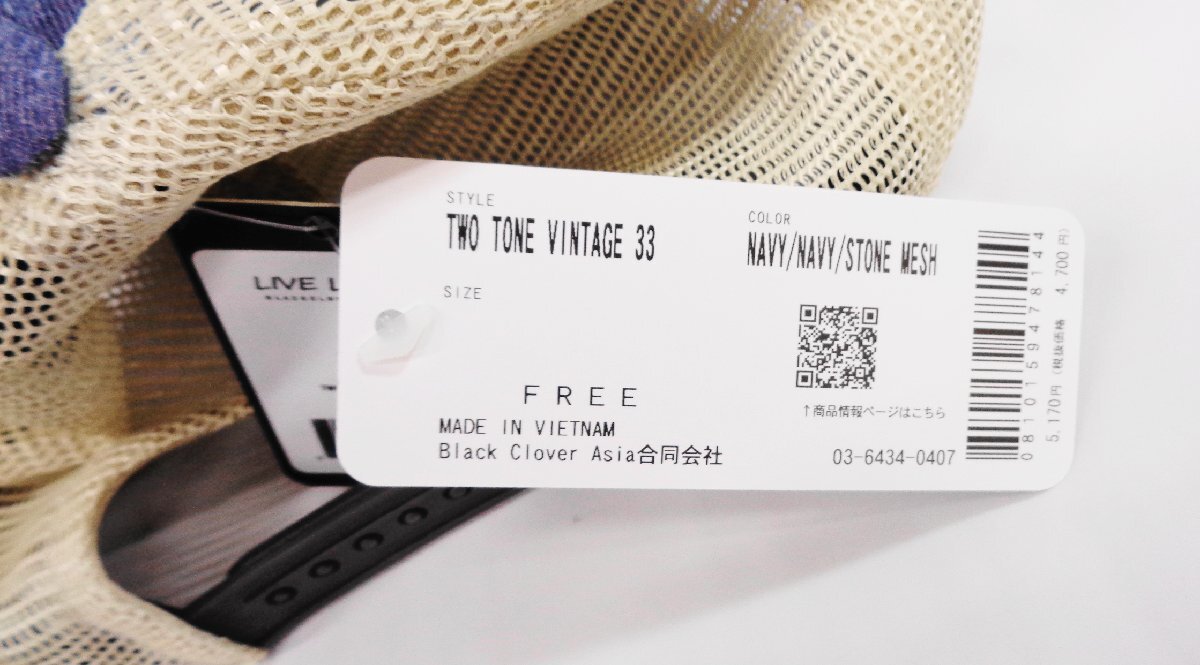 STYLE
TWO TONE VINTAGE 33
COLOR
NAVY/NAVY/STONE MESH
SIZE
FREE
↑商品情報ページはこちら
MADE IN VIETNAM
Black Clover Asia合同会社
03-6434-0407
0810159478144
5,170円(税抜価格 4,700円)
LIVE